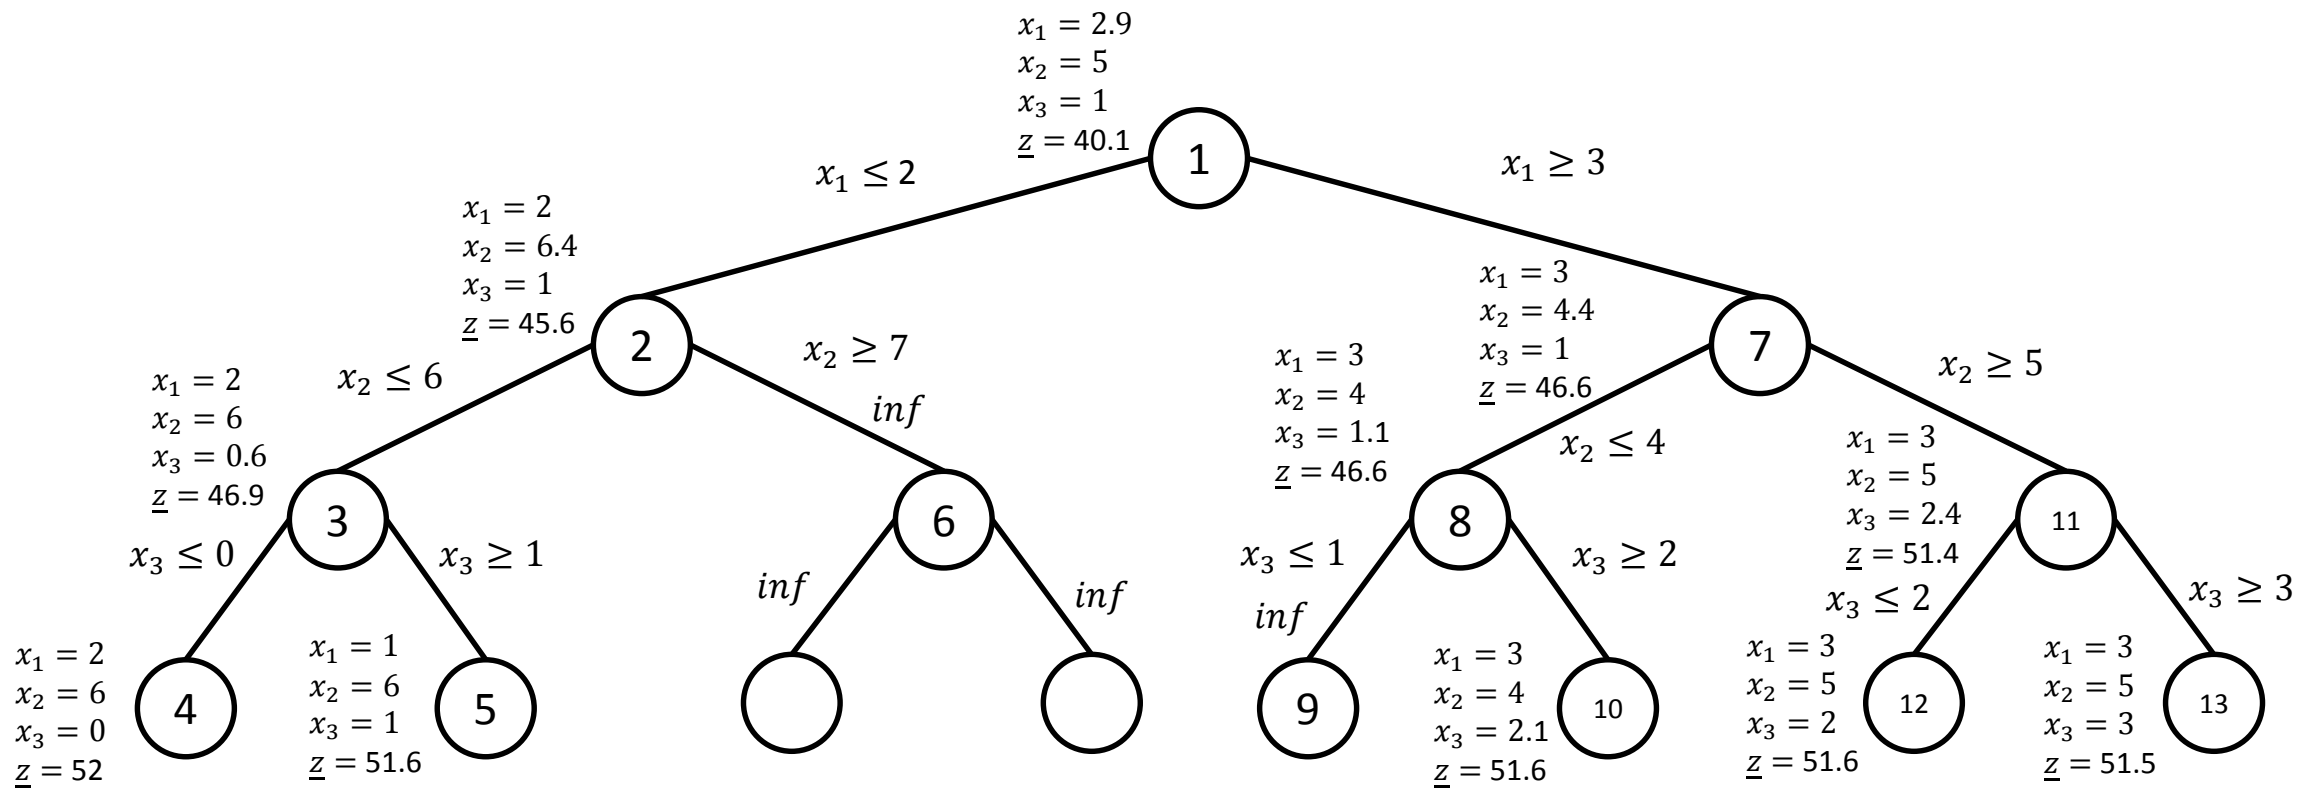 x₁ = 2.9
x₂ = 5
x₃ = 1
z̲ = 40.1
1
x₁ ≤ 2
x₁ ≥ 3
x₁ = 2
x₂ = 6.4
x₃ = 1
z̲ = 45.6
2
x₂ ≤ 6
x₂ ≥ 7
inf
x₁ = 3
x₂ = 4.4
x₃ = 1
z̲ = 46.6
7
x₂ ≤ 4
x₂ ≥ 5
x₁ = 2
x₂ = 6
x₃ = 0.6
z̲ = 46.9
3
x₃ ≤ 0
x₃ ≥ 1
6
inf
inf
x₁ = 3
x₂ = 4
x₃ = 1.1
z̲ = 46.6
8
x₃ ≤ 1
inf
x₃ ≥ 2
x₁ = 3
x₂ = 5
x₃ = 2.4
z̲ = 51.4
11
x₃ ≤ 2
x₃ ≥ 3
x₁ = 2
x₂ = 6
x₃ = 0
z̲ = 52
4
x₁ = 1
x₂ = 6
x₃ = 1
z̲ = 51.6
5
9
x₁ = 3
x₂ = 4
x₃ = 2.1
z̲ = 51.6
10
x₁ = 3
x₂ = 5
x₃ = 2
z̲ = 51.6
12
x₁ = 3
x₂ = 5
x₃ = 3
z̲ = 51.5
13